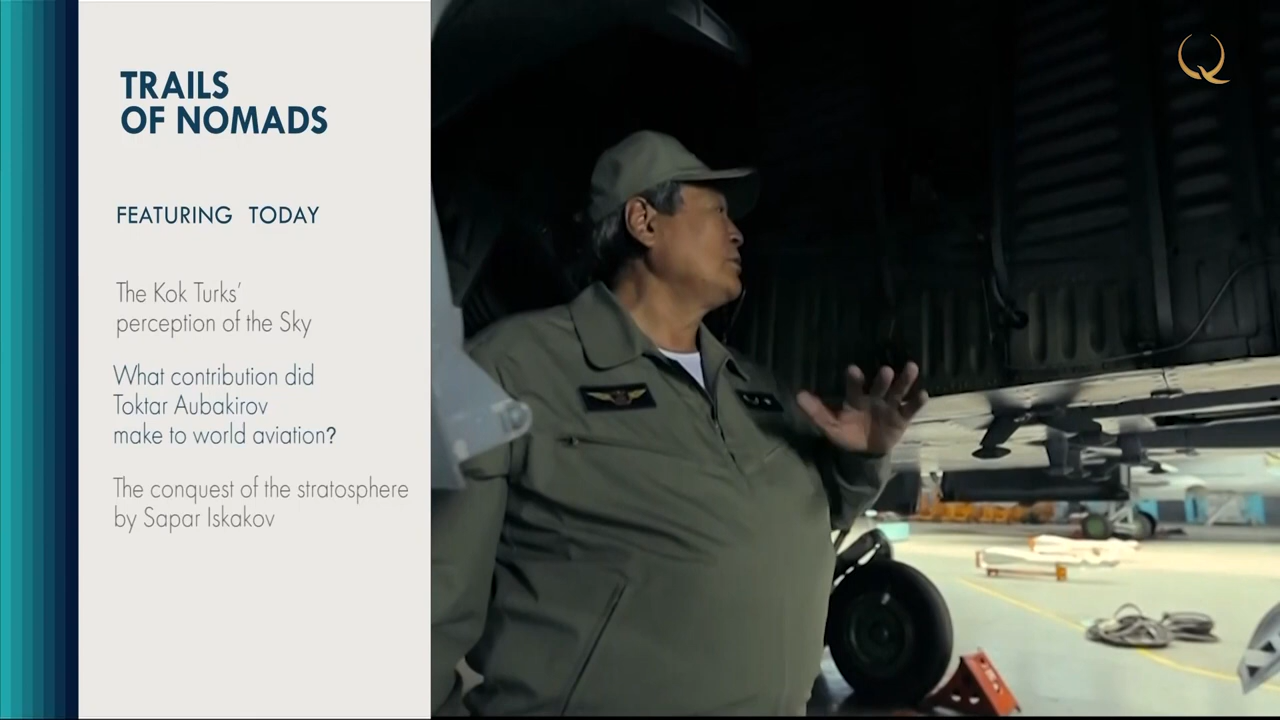 TRAILS
OF NOMADS
FEATURING TODAY
The Kok Turks'
perception of the Sky
What contribution did
Toktar Aubakirov
make to world aviation?
The conquest of the stratosphere
by Sapar Iskakov
Q